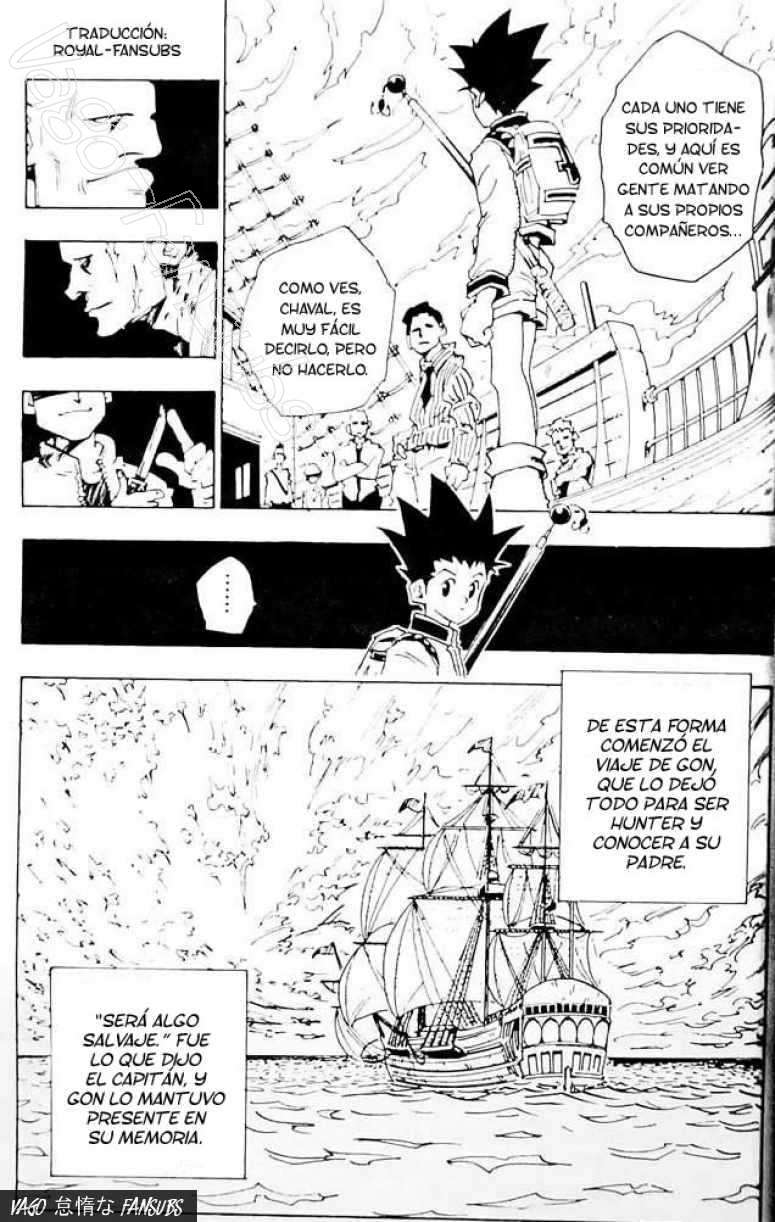 TRADUCCIÓN:
ROYAL-FANSUBS
CADA UNO TIENE
SUS PRIORIDA-
DES, Y AQUÍ ES
COMÚN VER
GENTE MATANDO
A SUS PROPIOS
COMPAÑEROS...
COMO VES,
CHAVAL, ES
MUY FÁCIL
DECIRLO, PERO
NO HACERLO.
......
DE ESTA FORMA
COMENZÓ EL
VIAJE DE GON,
QUE LO DEJÓ
TODO PARA SER
HUNTER Y
CONOCER A SU
PADRE.
"SERÁ ALGO
SALVAJE." FUE
LO QUE DIJO
EL CAPITÁN, Y
GON LO MANTUVO
PRESENTE EN
SU MEMORIA.
VAGO 怠惰な FANSUBS